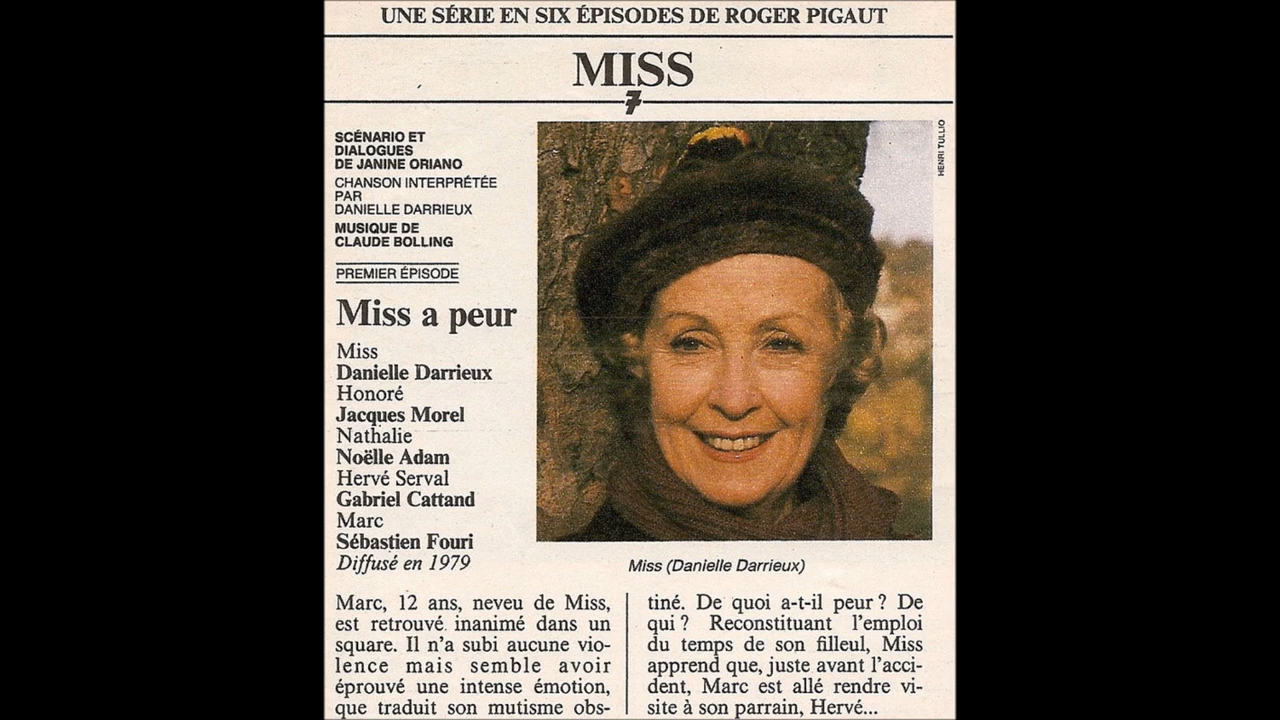 UNE SÉRIE EN SIX ÉPISODES DE ROGER PIGAUT
MISS
7
SCÉNARIO ET
DIALOGUES
DE JANINE ORIANO
CHANSON INTERPRÉTÉE
PAR
DANIELLE DARRIEUX
MUSIQUE DE
CLAUDE BOLLING
PREMIER ÉPISODE
Miss a peur
Miss
Danielle Darrieux
Honoré
Jacques Morel
Nathalie
Noëlle Adam
Hervé Serval
Gabriel Cattand
Marc
Sébastien Fouri
Diffusé en 1979
HENRI TULLIO
Miss (Danielle Darrieux)
Marc, 12 ans, neveu de Miss,
est retrouvé inanimé dans un
square. Il n'a subi aucune vio-
lence mais semble avoir
éprouvé une intense émotion,
que traduit son mutisme obs-
tiné. De quoi a-t-il peur ? De
qui ? Reconstituant l'emploi
du temps de son filleul, Miss
apprend que, juste avant l'acci-
dent, Marc est allé rendre vi-
site à son parrain, Hervé...